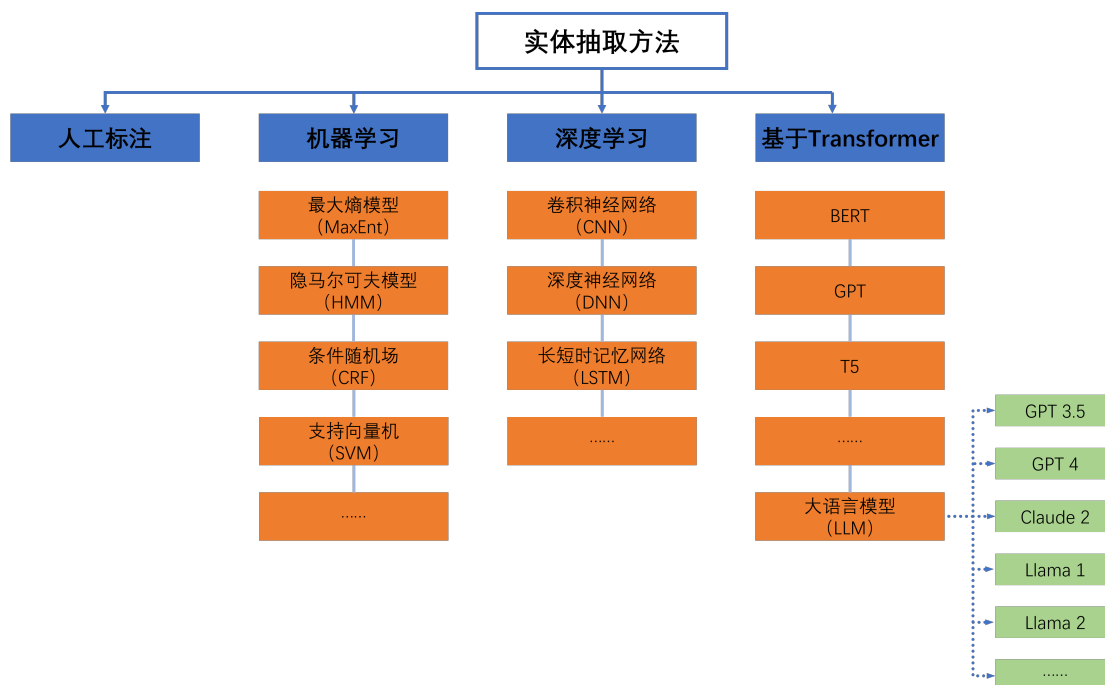 实体抽取方法
人工标注
机器学习
深度学习
基于Transformer
最大熵模型
（MaxEnt）
隐马尔可夫模型
（HMM）
条件随机场
（CRF）
支持向量机
（SVM）
……
卷积神经网络
（CNN）
深度神经网络
（DNN）
长短时记忆网络
（LSTM）
……
BERT
GPT
T5
……
大语言模型
（LLM）
GPT 3.5
GPT 4
Claude 2
Llama 1
Llama 2
……